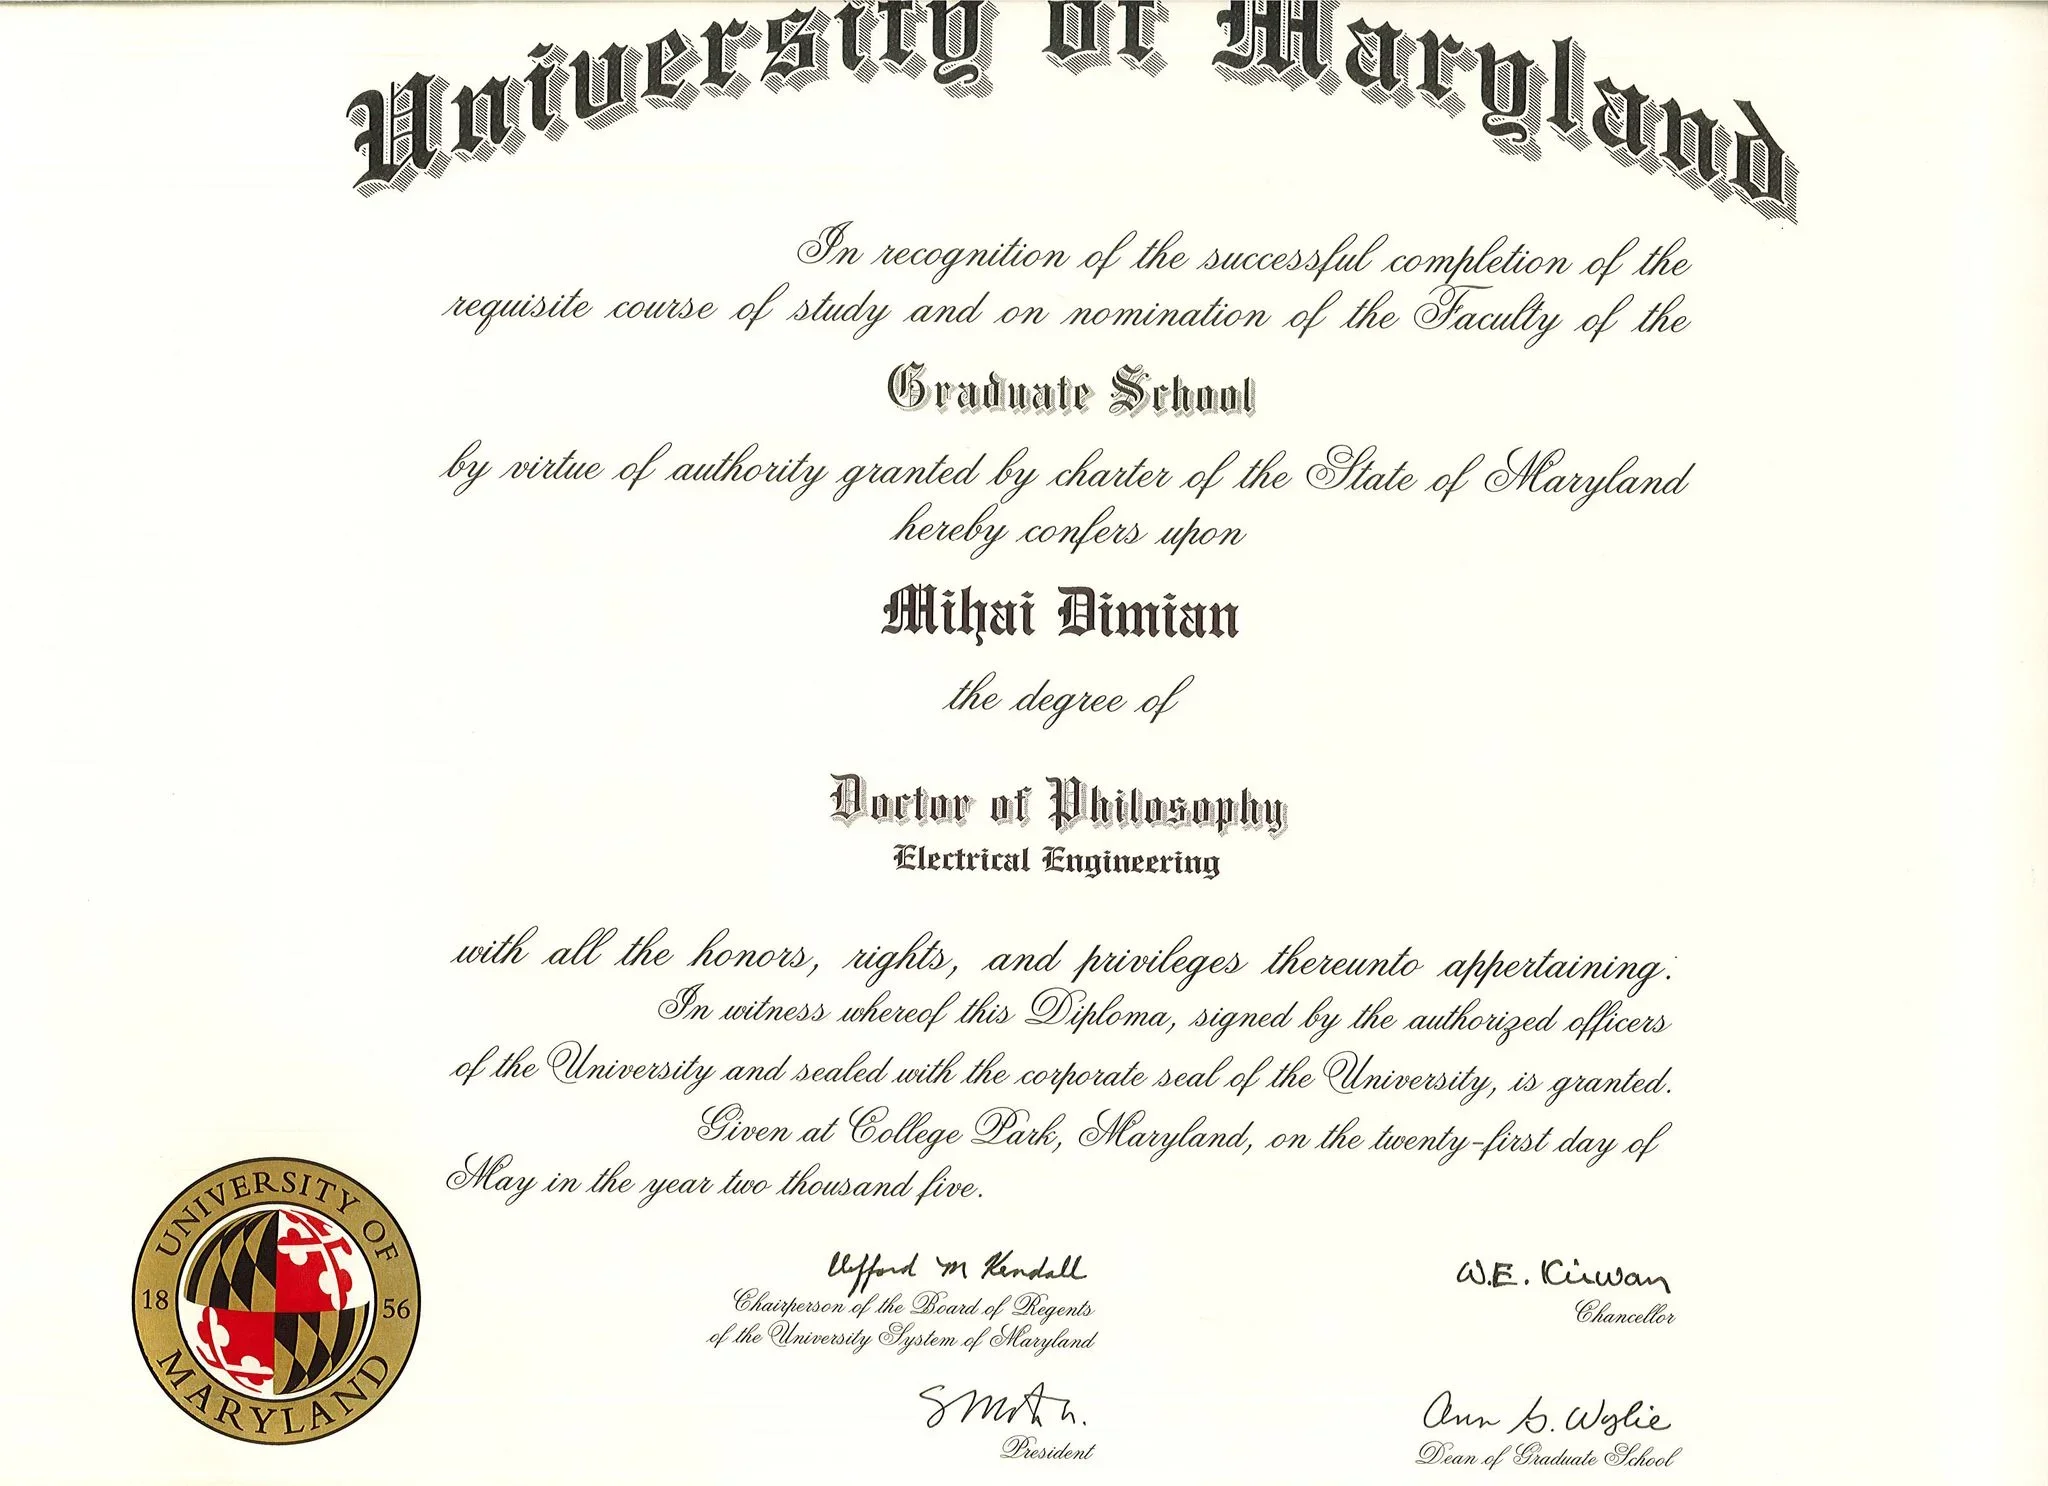 University of Maryland
In recognition of the successful completion of the
requisite course of study and on nomination of the Faculty of the
Graduate School
by virtue of authority granted by charter of the State of Maryland
hereby confers upon
Mihai Dimian
the degree of
Doctor of Philosophy
Electrical Engineering
with all the honors, rights, and privileges thereunto appertaining.
In witness whereof this Diploma, signed by the authorized officers
of the University and sealed with the corporate seal of the University, is granted.
Given at College Park, Maryland, on the twenty-first day of
May in the year two thousand five.
UNIVERSITY OF
18 56
MARYLAND
Clifford M Kendall
Chairperson of the Board of Regents
of the University System of Maryland
W.E. Kirwan
Chancellor
President
Ann G. Wylie
Dean of Graduate School